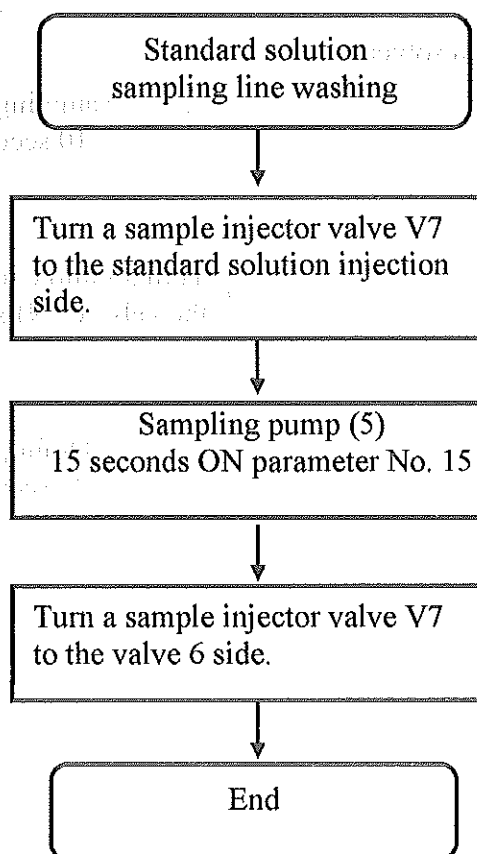 Standard solution
sampling line washing
Turn a sample injector valve V7
to the standard solution injection
side.
Sampling pump (5)
15 seconds ON parameter No. 15
Turn a sample injector valve V7
to the valve 6 side.
End